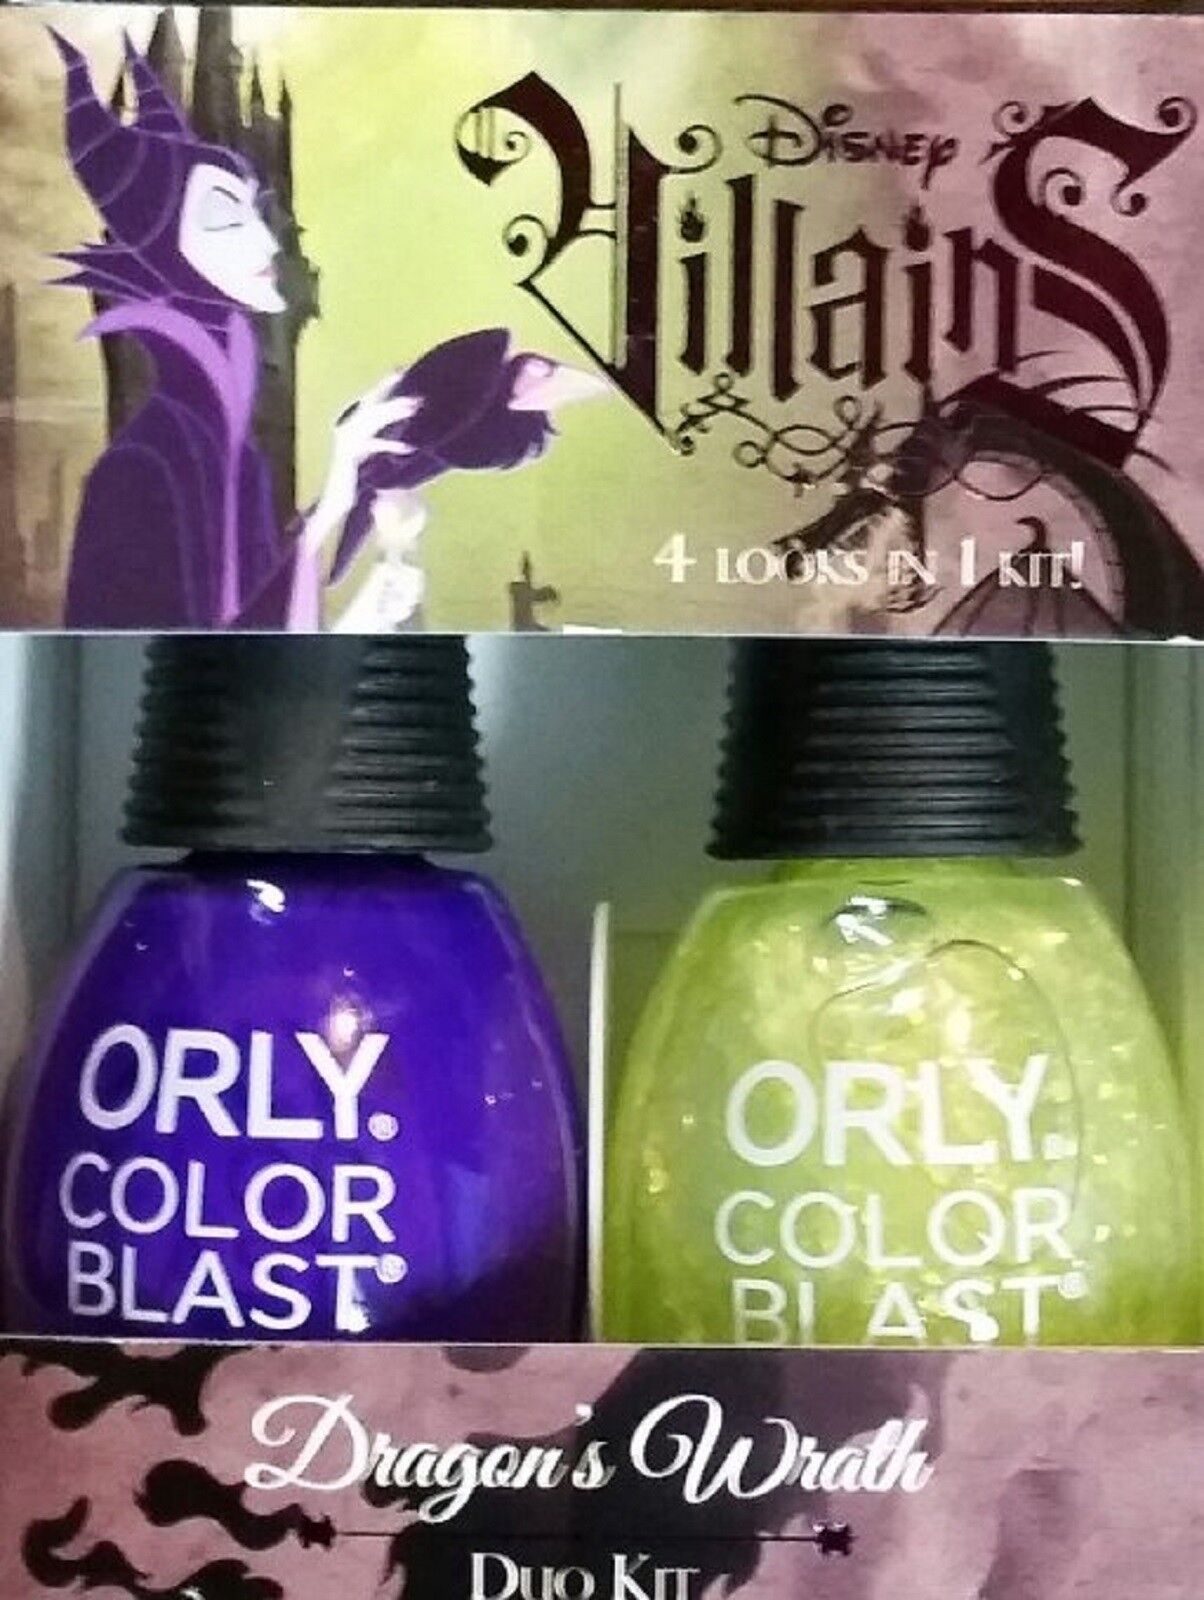 Disney
Villains
4 LOOKS IN 1 KIT!
ORLY®
COLOR
BLAST®
ORLY®
COLOR
BLAST®
Dragon's Wrath
DUO KIT